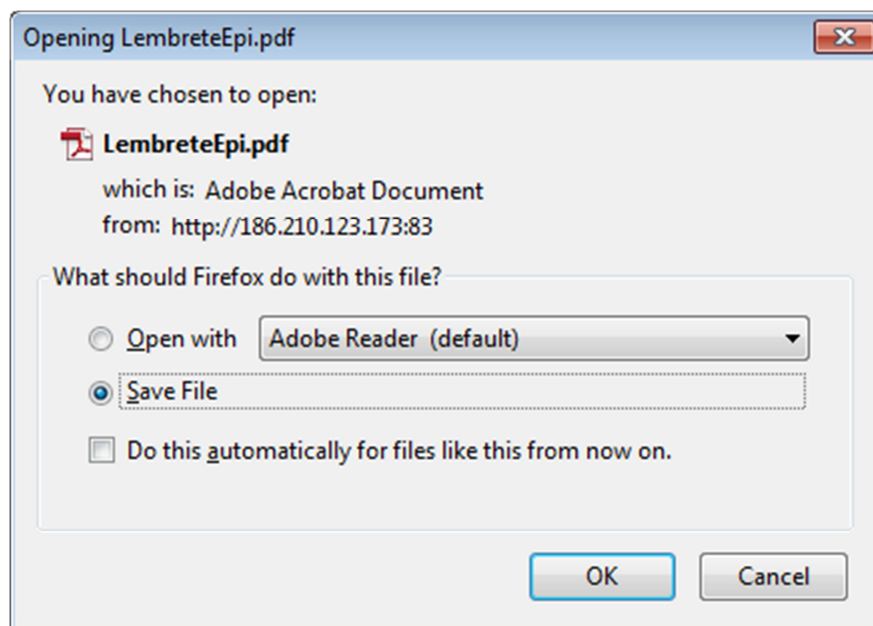 Opening LembreteEpi.pdf
You have chosen to open:
LembreteEpi.pdf
which is: Adobe Acrobat Document
from: http://186.210.123.173:83
What should Firefox do with this file?
Open with Adobe Reader (default)
Save File
Do this automatically for files like this from now on.
OK Cancel